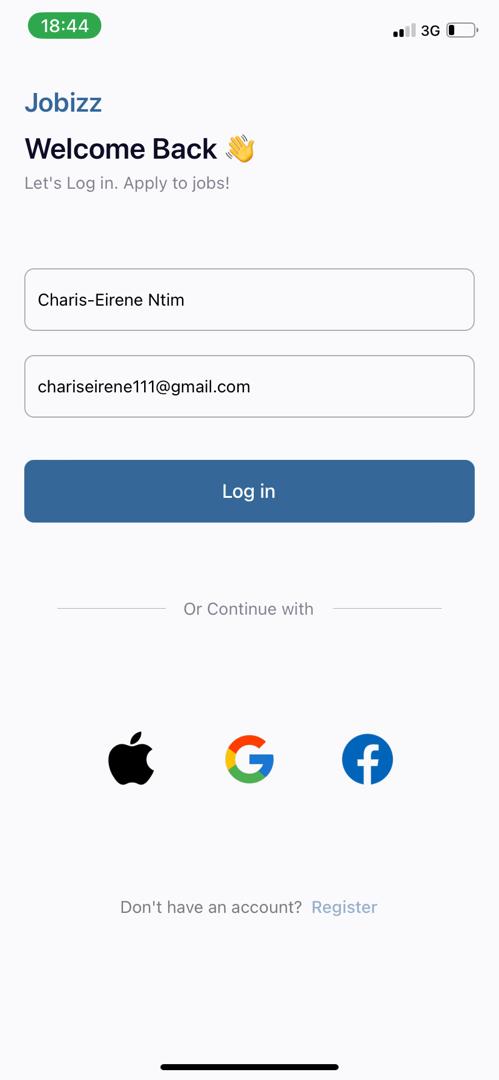 18:44
3G
Jobizz
Welcome Back 👋
Let's Log in. Apply to jobs!
Charis-Eirene Ntim
chariseirene111@gmail.com
Log in
Or Continue with
Don't have an account? Register